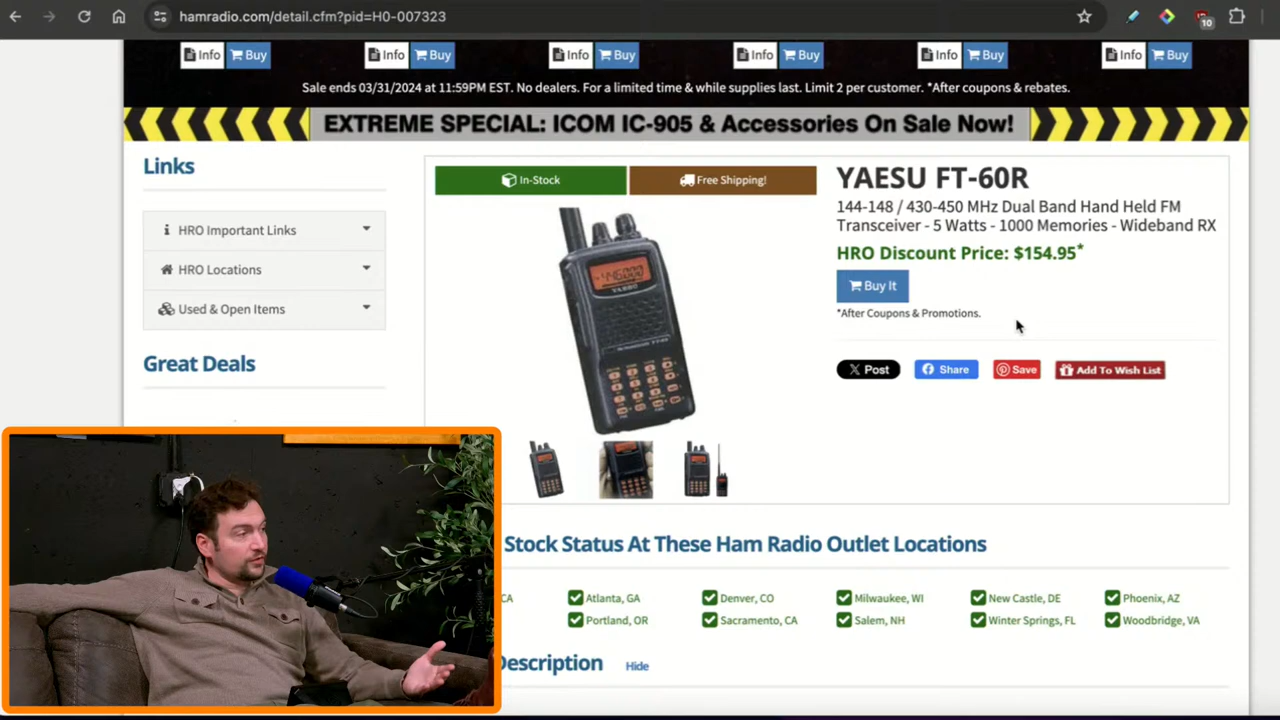 hamradio.com/detail.cfm?pid=H0-007323
10
Info Buy Info Buy Info Buy Info Buy Info Buy Info Buy
Sale ends 03/31/2024 at 11:59PM EST. No dealers. For a limited time & while supplies last. Limit 2 per customer. *After coupons & rebates.
EXTREME SPECIAL: ICOM IC-905 & Accessories On Sale Now!
Links
HRO Important Links
HRO Locations
Used & Open Items
Great Deals
In-Stock
Free Shipping!
YAESU
YAESU FT-60R
144-148 / 430-450 MHz Dual Band Hand Held FM
Transceiver - 5 Watts - 1000 Memories - Wideband RX
HRO Discount Price: $154.95*
Buy It
*After Coupons & Promotions.
Post Share Save Add To Wish List
Stock Status At These Ham Radio Outlet Locations
CA Atlanta, GA Denver, CO Milwaukee, WI New Castle, DE Phoenix, AZ
Portland, OR Sacramento, CA Salem, NH Winter Springs, FL Woodbridge, VA
Description Hide